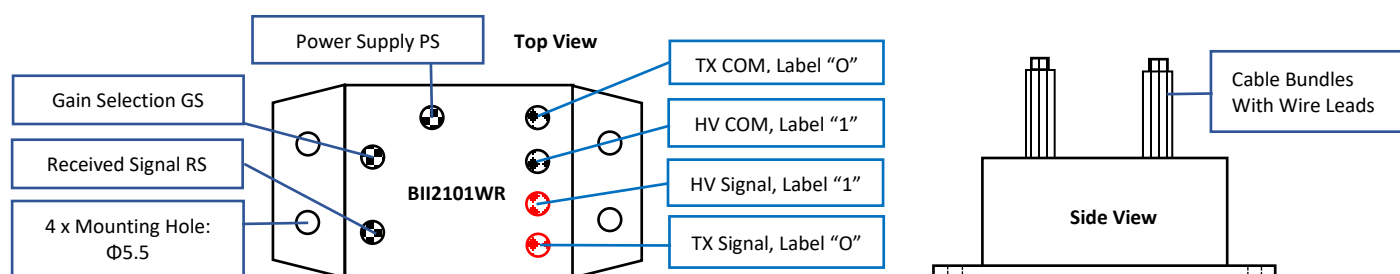 Power Supply PS
Top View
TX COM, Label “O”
Gain Selection GS
HV COM, Label “1”
Received Signal RS
HV Signal, Label “1”
4 x Mounting Hole:
Φ5.5
BII2101WR
TX Signal, Label “O”
Cable Bundles
With Wire Leads
Side View